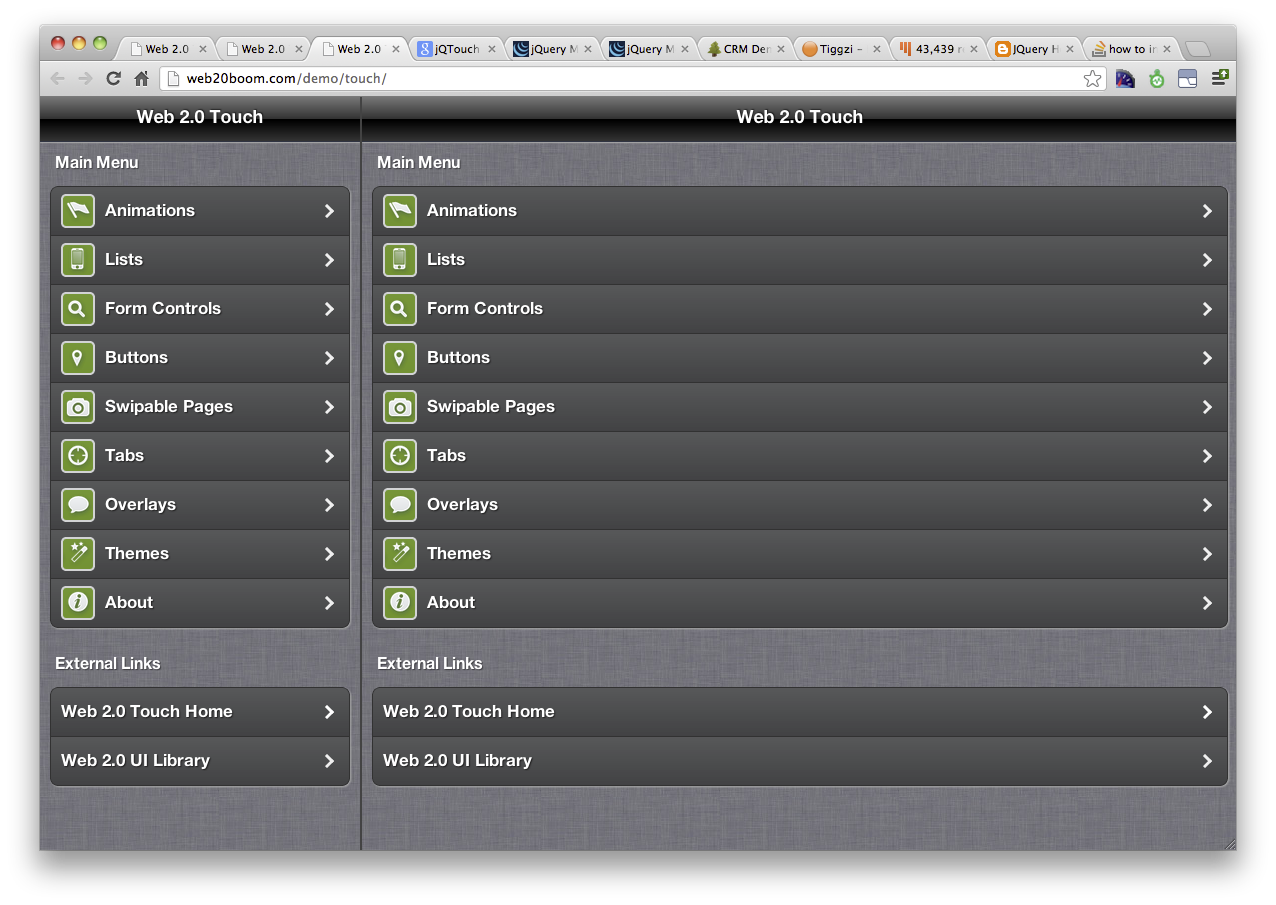 Web 2.0
Web 2.0
Web 2.0
jQTouch
jQuery M
jQuery M
CRM Den
Tiggzi –
43,439 r
JQuery H
how to i
web20boom.com/demo/touch/
Web 2.0 Touch
Main Menu
Animations
Lists
Form Controls
Buttons
Swipable Pages
Tabs
Overlays
Themes
About
External Links
Web 2.0 Touch Home
Web 2.0 UI Library
Web 2.0 Touch
Main Menu
Animations
Lists
Form Controls
Buttons
Swipable Pages
Tabs
Overlays
Themes
About
External Links
Web 2.0 Touch Home
Web 2.0 UI Library